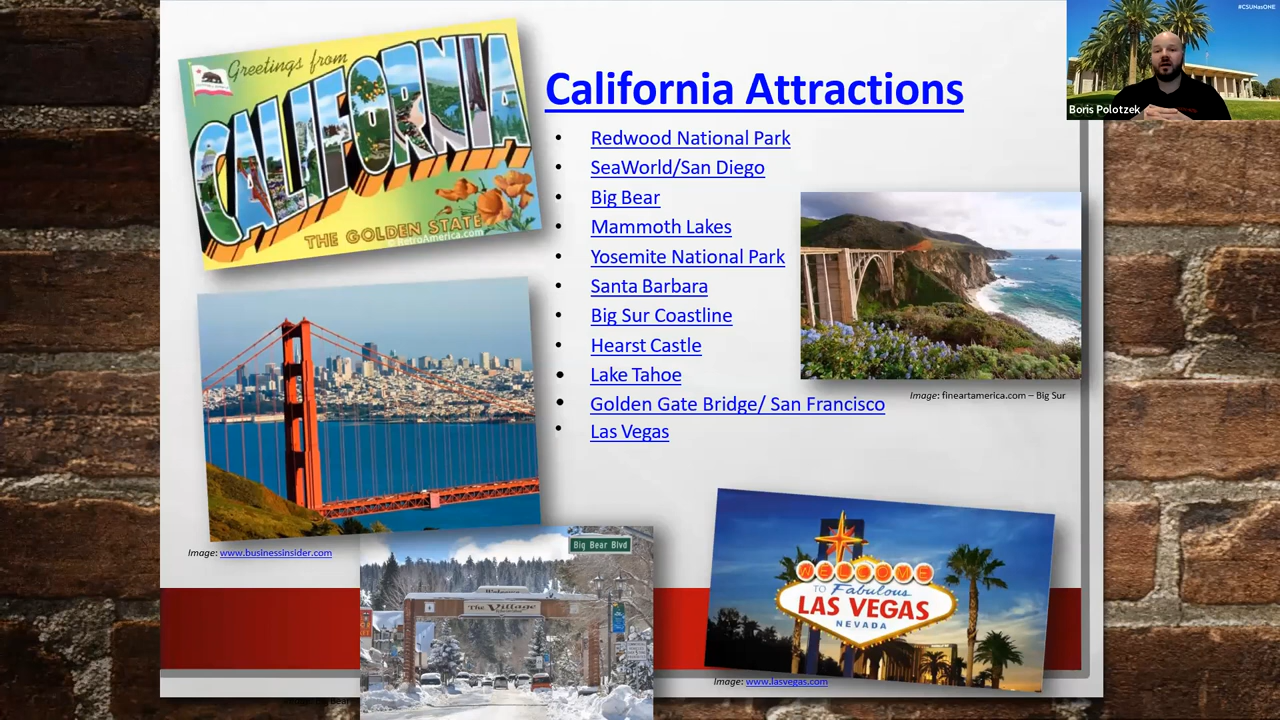 #CSUNasONE
Boris Polotzek
Greetings from
CALIFORNIA
THE GOLDEN STATE
RetroAmerica.com
California Attractions
• Redwood National Park
• SeaWorld/San Diego
• Big Bear
• Mammoth Lakes
• Yosemite National Park
• Santa Barbara
• Big Sur Coastline
• Hearst Castle
• Lake Tahoe
• Golden Gate Bridge/ San Francisco
• Las Vegas
Image: fineartamerica.com – Big Sur
Image: www.businessinsider.com
Big Bear Blvd
Welcome
The Village
WELCOME
TO Fabulous
LAS VEGAS
NEVADA
Image: www.lasvegas.com